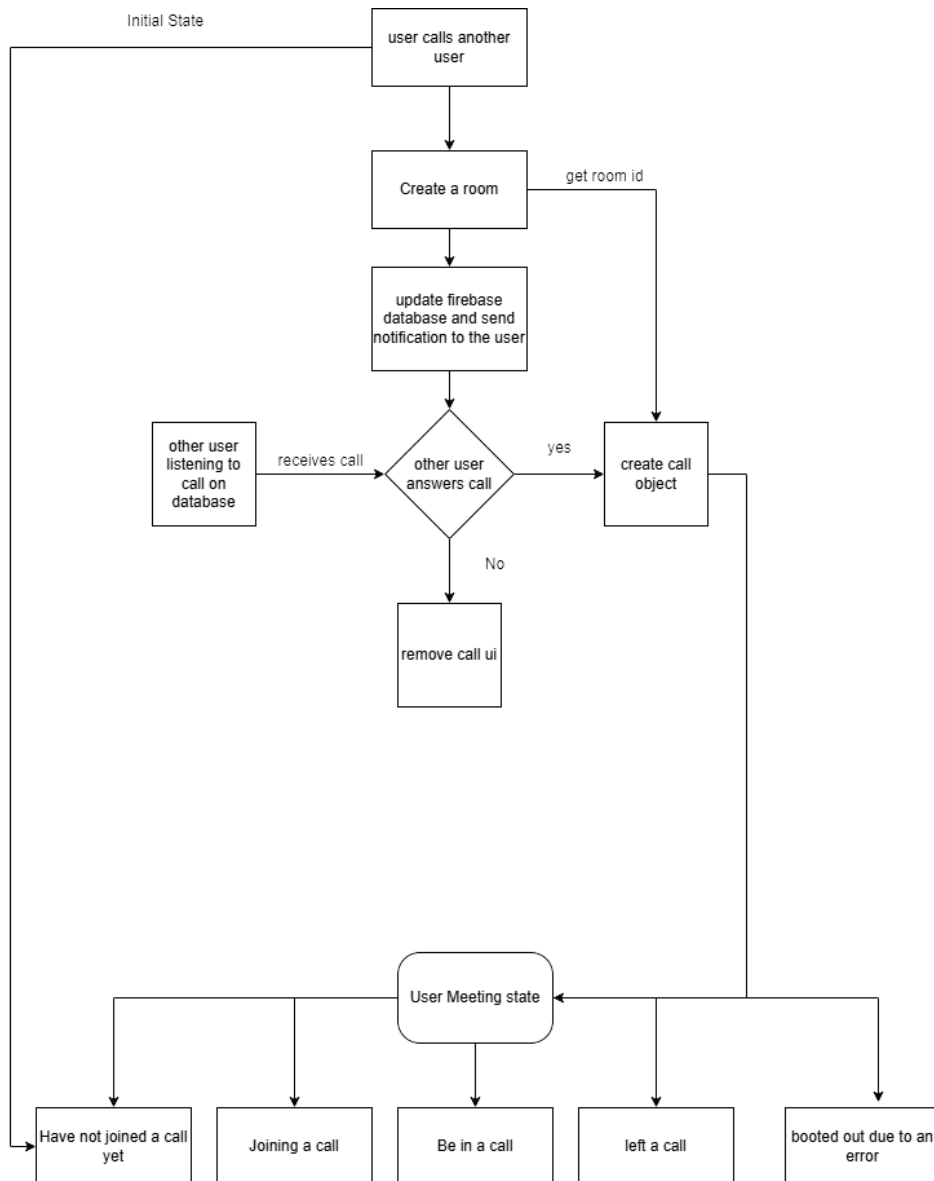 Initial State
user calls another
user
Create a room
get room id
update firebase
database and send
notification to the user
other user
listening to
call on
database
receives call
other user
answers call
yes
create call
object
No
remove call ui
User Meeting state
Have not joined a call
yet
Joining a call
Be in a call
left a call
booted out due to an
error